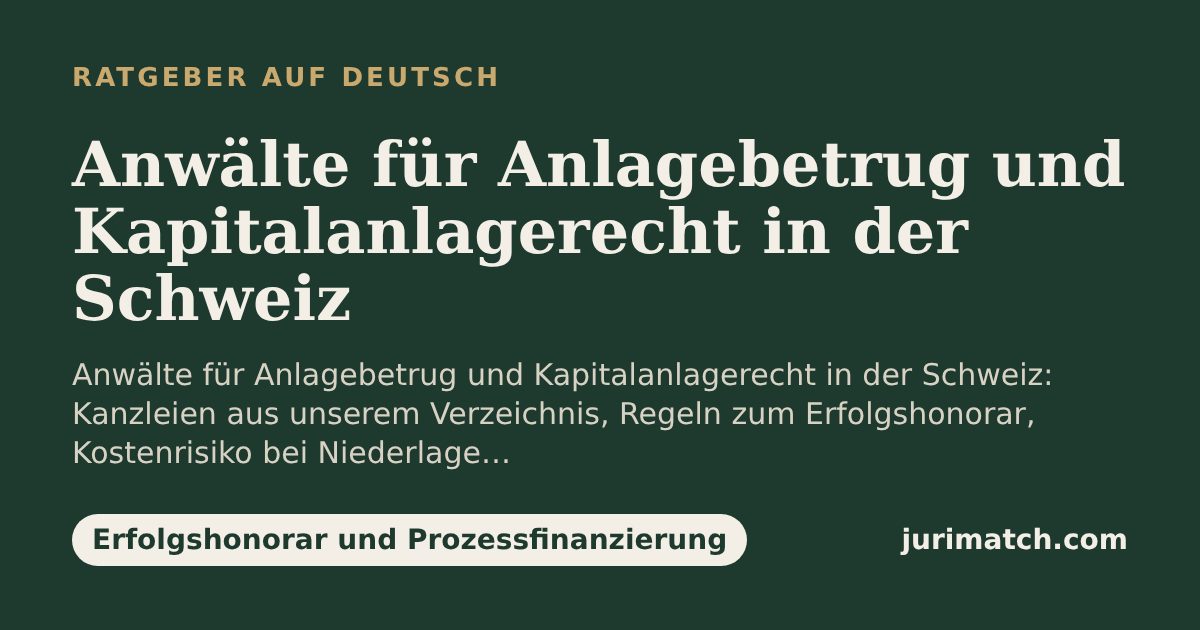 RATGEBER AUF DEUTSCH
Anwälte für Anlagebetrug und
Kapitalanlagerecht in der
Schweiz
Anwälte für Anlagebetrug und Kapitalanlagerecht in der Schweiz:
Kanzleien aus unserem Verzeichnis, Regeln zum Erfolgshonorar,
Kostenrisiko bei Niederlage…
Erfolgshonorar und Prozessfinanzierung
jurimatch.com